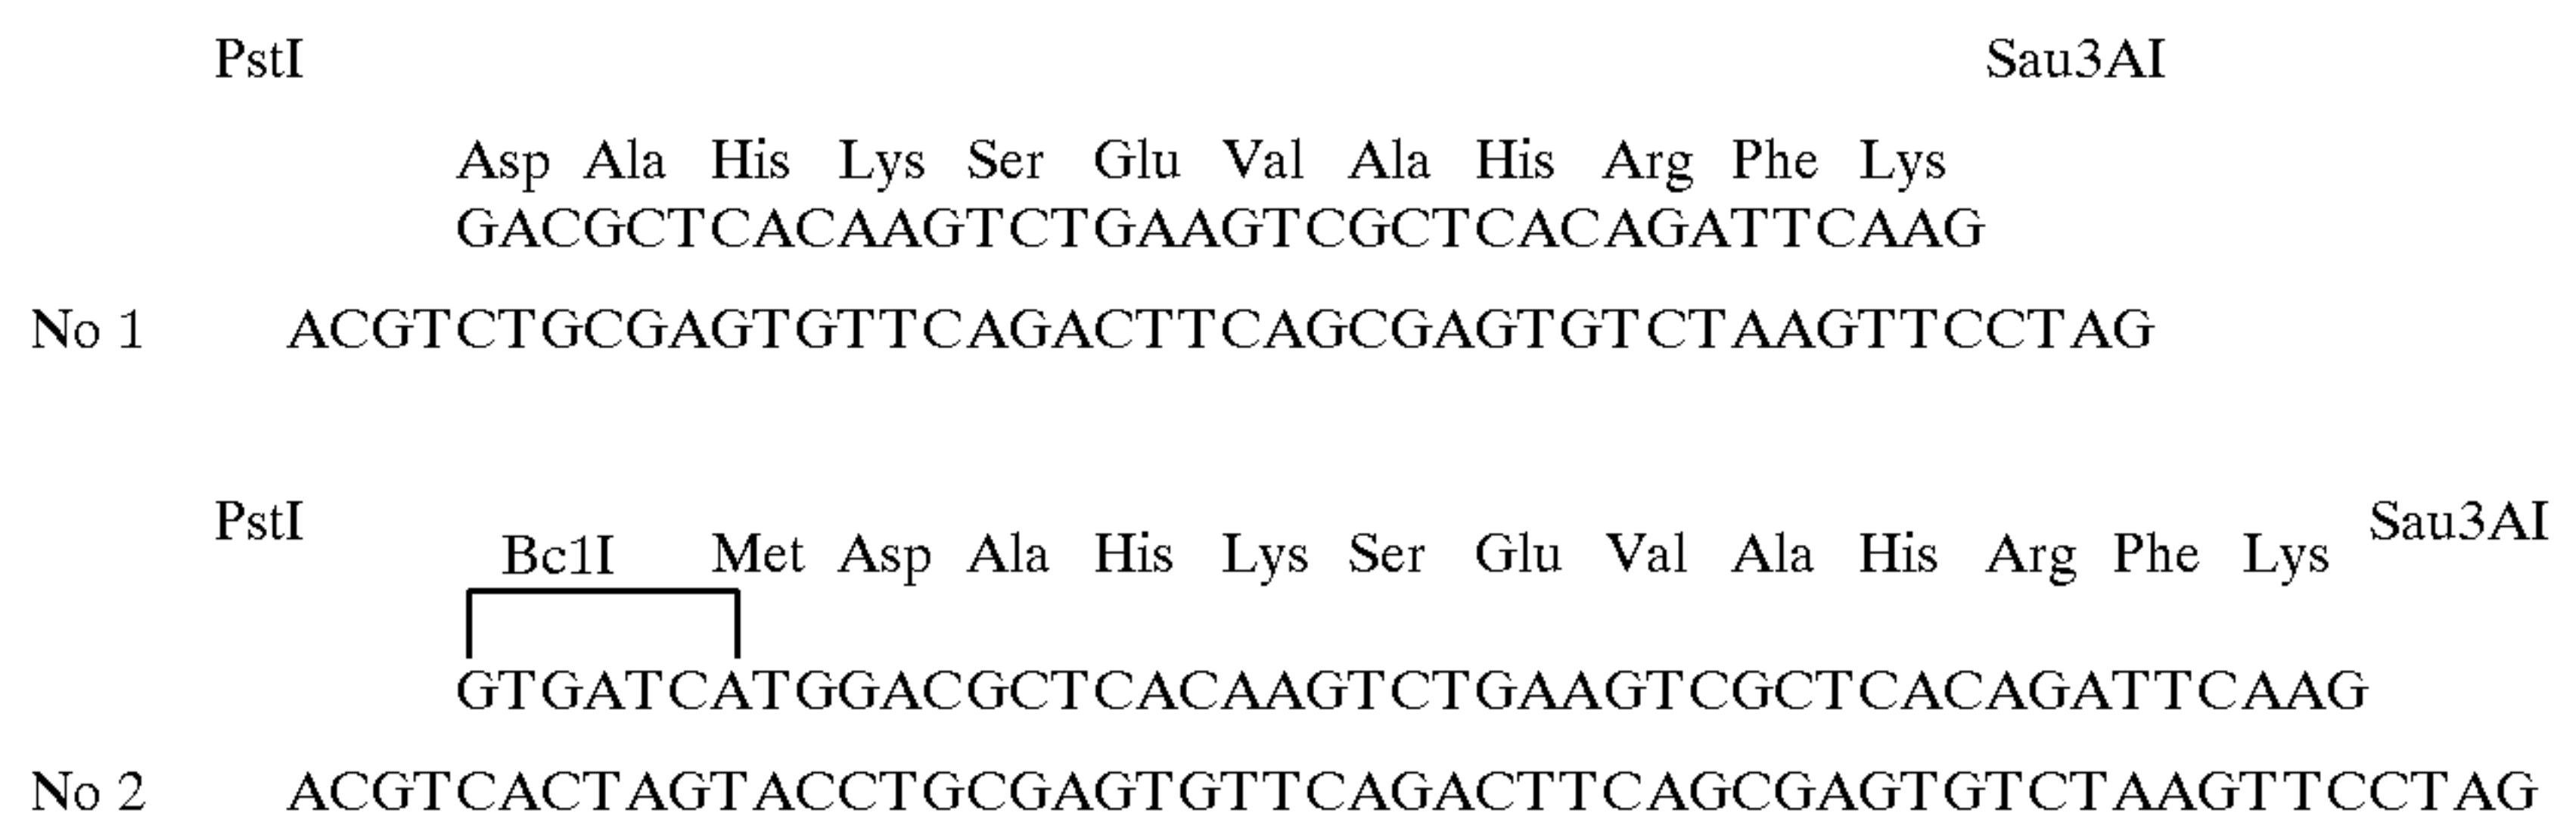 PstI Sau3AI
Asp Ala His Lys Ser Glu Val Ala His Arg Phe Lys
GACGCTCACAAGTCTGAAGTCGCTCACAGATTCAAG
No 1 ACGTCTGCGAGTGTTCAGACTTCAGCGAGTGTCTAAGTTCCTAG
PstI Sau3AI
Bc1I Met Asp Ala His Lys Ser Glu Val Ala His Arg Phe Lys
GTGATCATGGACGCTCACAAGTCTGAAGTCGCTCACAGATTCAAG
No 2 ACGTCACTAGTACCTGCGAGTGTTCAGACTTCAGCGAGTGTCTAAGTTCCTAG